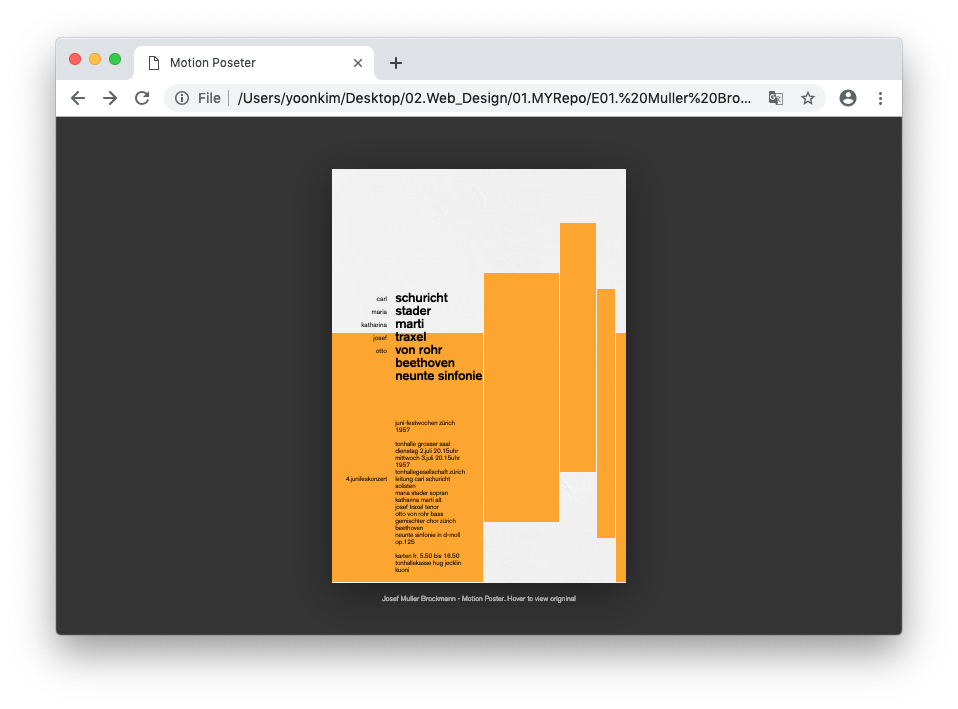 Motion Poseter
File
/Users/yoonkim/Desktop/02.Web_Design/01.MYRepo/E01.%20Muller%20Bro...
carl schuricht
maria stader
katharina marti
josef traxel
otto von rohr
beethoven
neunte sinfonie
juni-festwochen zürich
1957
tonhalle grosser saal
dienstag 2.juli 20.15uhr
mittwoch 3.juli 20.15uhr
1957
tonhallegesellschaft zürich
4.junifeskonzert leitung carl schuricht
solisten
maria stader sopran
katharina marti alt
josef traxel tenor
otto von rohr bass
gemischter chor zürich
beethoven
neunte sinfonie in d-moll
op.125
karten fr. 5.50 bis 16.50
tonhallekasse hug jecklin
kuoni
Josef Muller Brockmann - Motion Poster. Hover to view origninal